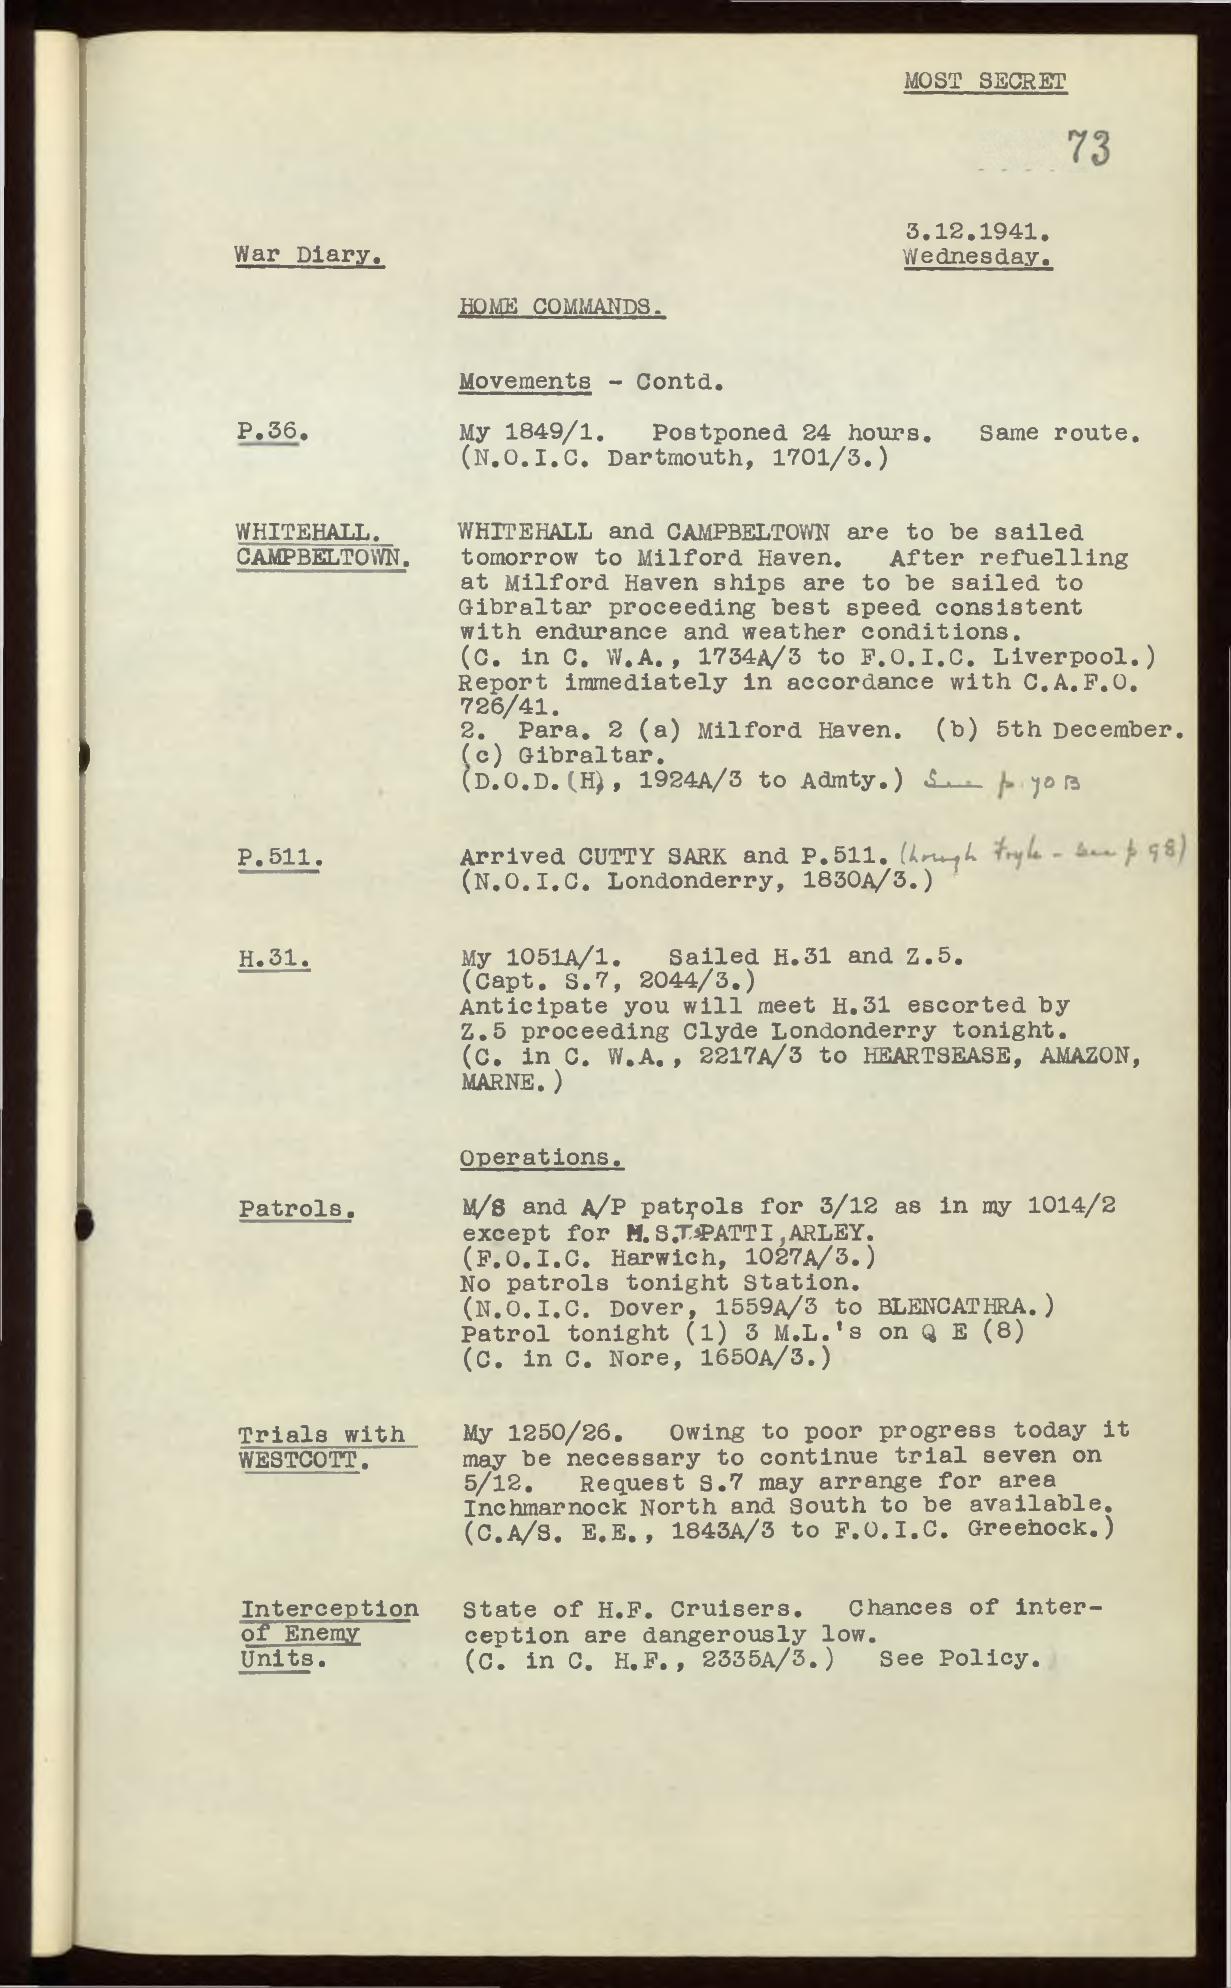 MOST SECRET
73
3.12.1941.
War Diary.
Wednesday.
HOME COMMANDS.
Movements - Contd.
P.36. My 1849/1. Postponed 24 hours. Same route.
(N.O.I.C. Dartmouth, 1701/3.)
WHITEHALL. WHITEHALL and CAMPBELTOWN are to be sailed
CAMPBELTOWN. tomorrow to Milford Haven. After refuelling
at Milford Haven ships are to be sailed to
Gibraltar proceeding best speed consistent
with endurance and weather conditions.
(C. in C. W.A., 1734A/3 to F.O.I.C. Liverpool.)
Report immediately in accordance with C.A.F.O.
726/41.
2. Para. 2 (a) Milford Haven. (b) 5th December.
(c) Gibraltar.
(D.O.D.(H), 1924A/3 to Admty.) See p. 70B
P.511. Arrived CUTTY SARK and P.511. (though Foyle - see p 98)
(N.O.I.C. Londonderry, 1830A/3.)
H.31. My 1051A/1. Sailed H.31 and Z.5.
(Capt. S.7, 2044/3.)
Anticipate you will meet H.31 escorted by
Z.5 proceeding Clyde Londonderry tonight.
(C. in C. W.A., 2217A/3 to HEARTSEASE, AMAZON,
MARNE.)
Operations.
Patrols. M/S and A/P patrols for 3/12 as in my 1014/2
except for M.S.T.s PATTI, ARLEY.
(F.O.I.C. Harwich, 1027A/3.)
No patrols tonight Station.
(N.O.I.C. Dover, 1559A/3 to BLENCATHRA.)
Patrol tonight (1) 3 M.L.'s on Q E (8)
(C. in C. Nore, 1650A/3.)
Trials with My 1250/26. Owing to poor progress today it
WESTCOTT. may be necessary to continue trial seven on
5/12. Request S.7 may arrange for area
Inchmarnock North and South to be available.
(C.A/S. E.E., 1843A/3 to F.O.I.C. Greenock.)
Interception State of H.F. Cruisers. Chances of inter-
of Enemy ception are dangerously low.
Units. (C. in C. H.F., 2335A/3.) See Policy.